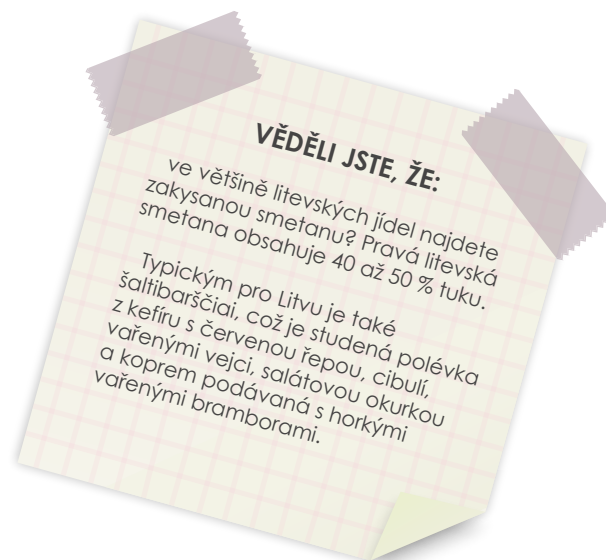 VĚDĚLI JSTE, ŽE:
ve většině litevských jídel najdete
zakysanou smetanu? Pravá litevská
smetana obsahuje 40 až 50 % tuku.
Typickým pro Litvu je také
šaltibarščiai, což je studená polévka
z kefíru s červenou řepou, cibulí,
vařenými vejci, salátovou okurkou
a koprem podávaná s horkými
vařenými bramborami.